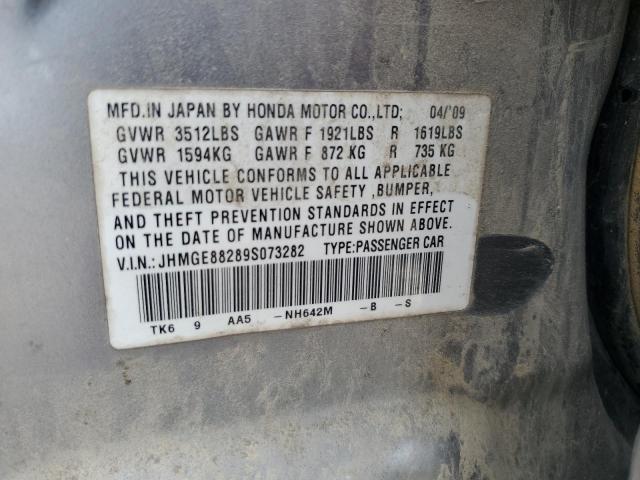 MFD.IN JAPAN BY HONDA MOTOR CO.,LTD; 04/'09
GVWR 3512LBS GAWR F 1921LBS R 1619LBS
GVWR 1594KG GAWR F 872 KG R 735 KG
THIS VEHICLE CONFORMS TO ALL APPLICABLE
FEDERAL MOTOR VEHICLE SAFETY ,BUMPER,
AND THEFT PREVENTION STANDARDS IN EFFECT
ON THE DATE OF MANUFACTURE SHOWN ABOVE.
V.I.N.: JHMGE88289S073282 TYPE:PASSENGER CAR
TK6 9 AA5 -NH642M -B -S